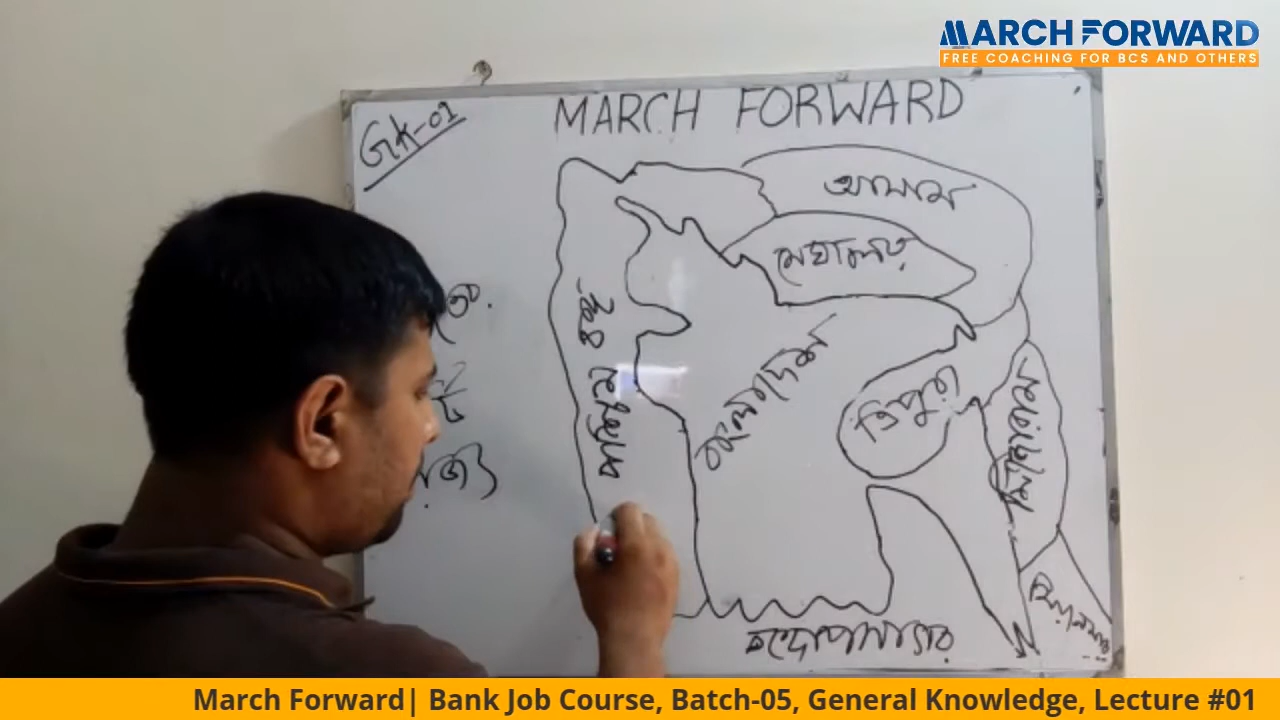 MARCH FORWARD
FREE COACHING FOR BCS AND OTHERS
GK-01
MARCH FORWARD
আসাম
মেঘালয়
বাংলাদেশ
ত্রিপুরা
মিজোরাম
পশ্চিম বঙ্গ
বঙ্গোপসাগর
March Forward| Bank Job Course, Batch-05, General Knowledge, Lecture #01